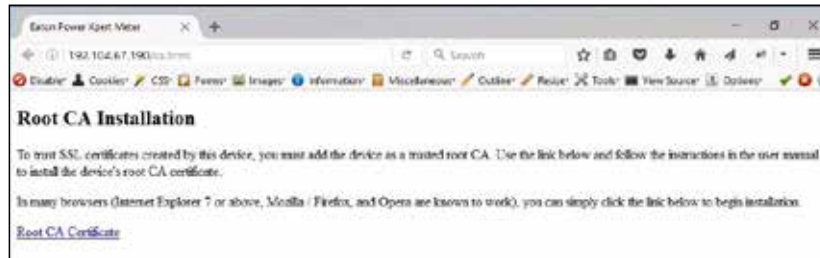 Eaton Power Xpert Meter
192.104.67.190/ca.html
Search
Disable Cookies CSS Forms Images Information Miscellaneous Outline Resize Tools View Source Options
Root CA Installation
To trust SSL certificates created by this device, you must add the device as a trusted root CA. Use the link below and follow the instructions in the user manual
to install the device's root CA certificate.
In many browsers (Internet Explorer 7 or above, Mozilla / Firefox, and Opera are known to work), you can simply click the link below to begin installation.
Root CA Certificate